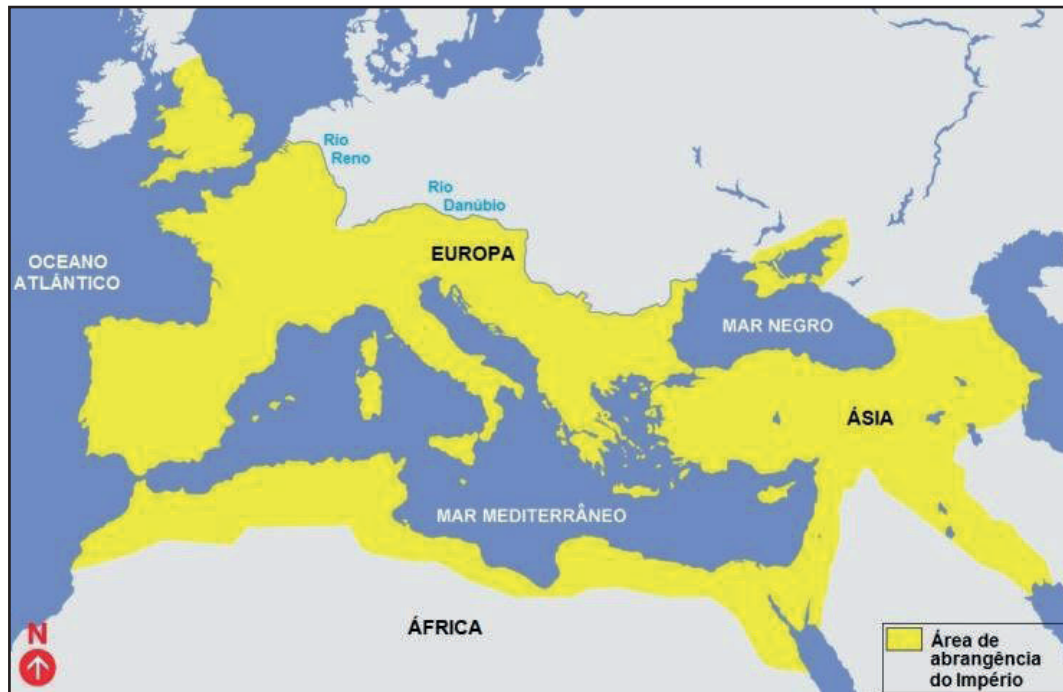 Rio
Reno
Rio
Danúbio
EUROPA
OCEANO
ATLÂNTICO
MAR NEGRO
ÁSIA
MAR MEDITERRÂNEO
ÁFRICA
N
Área de
abrangência
do Império